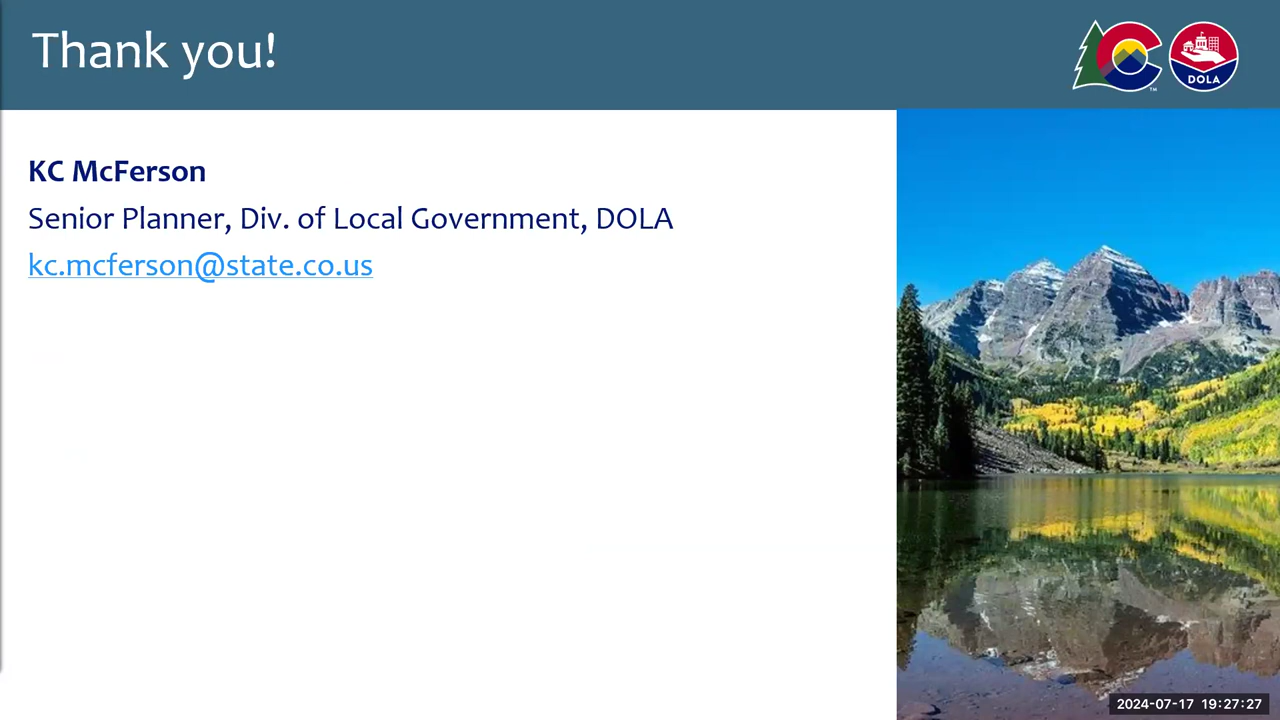 Thank you!
TM
DOLA
KC McFerson
Senior Planner, Div. of Local Government, DOLA
kc.mcferson@state.co.us
2024-07-17 19:27:27